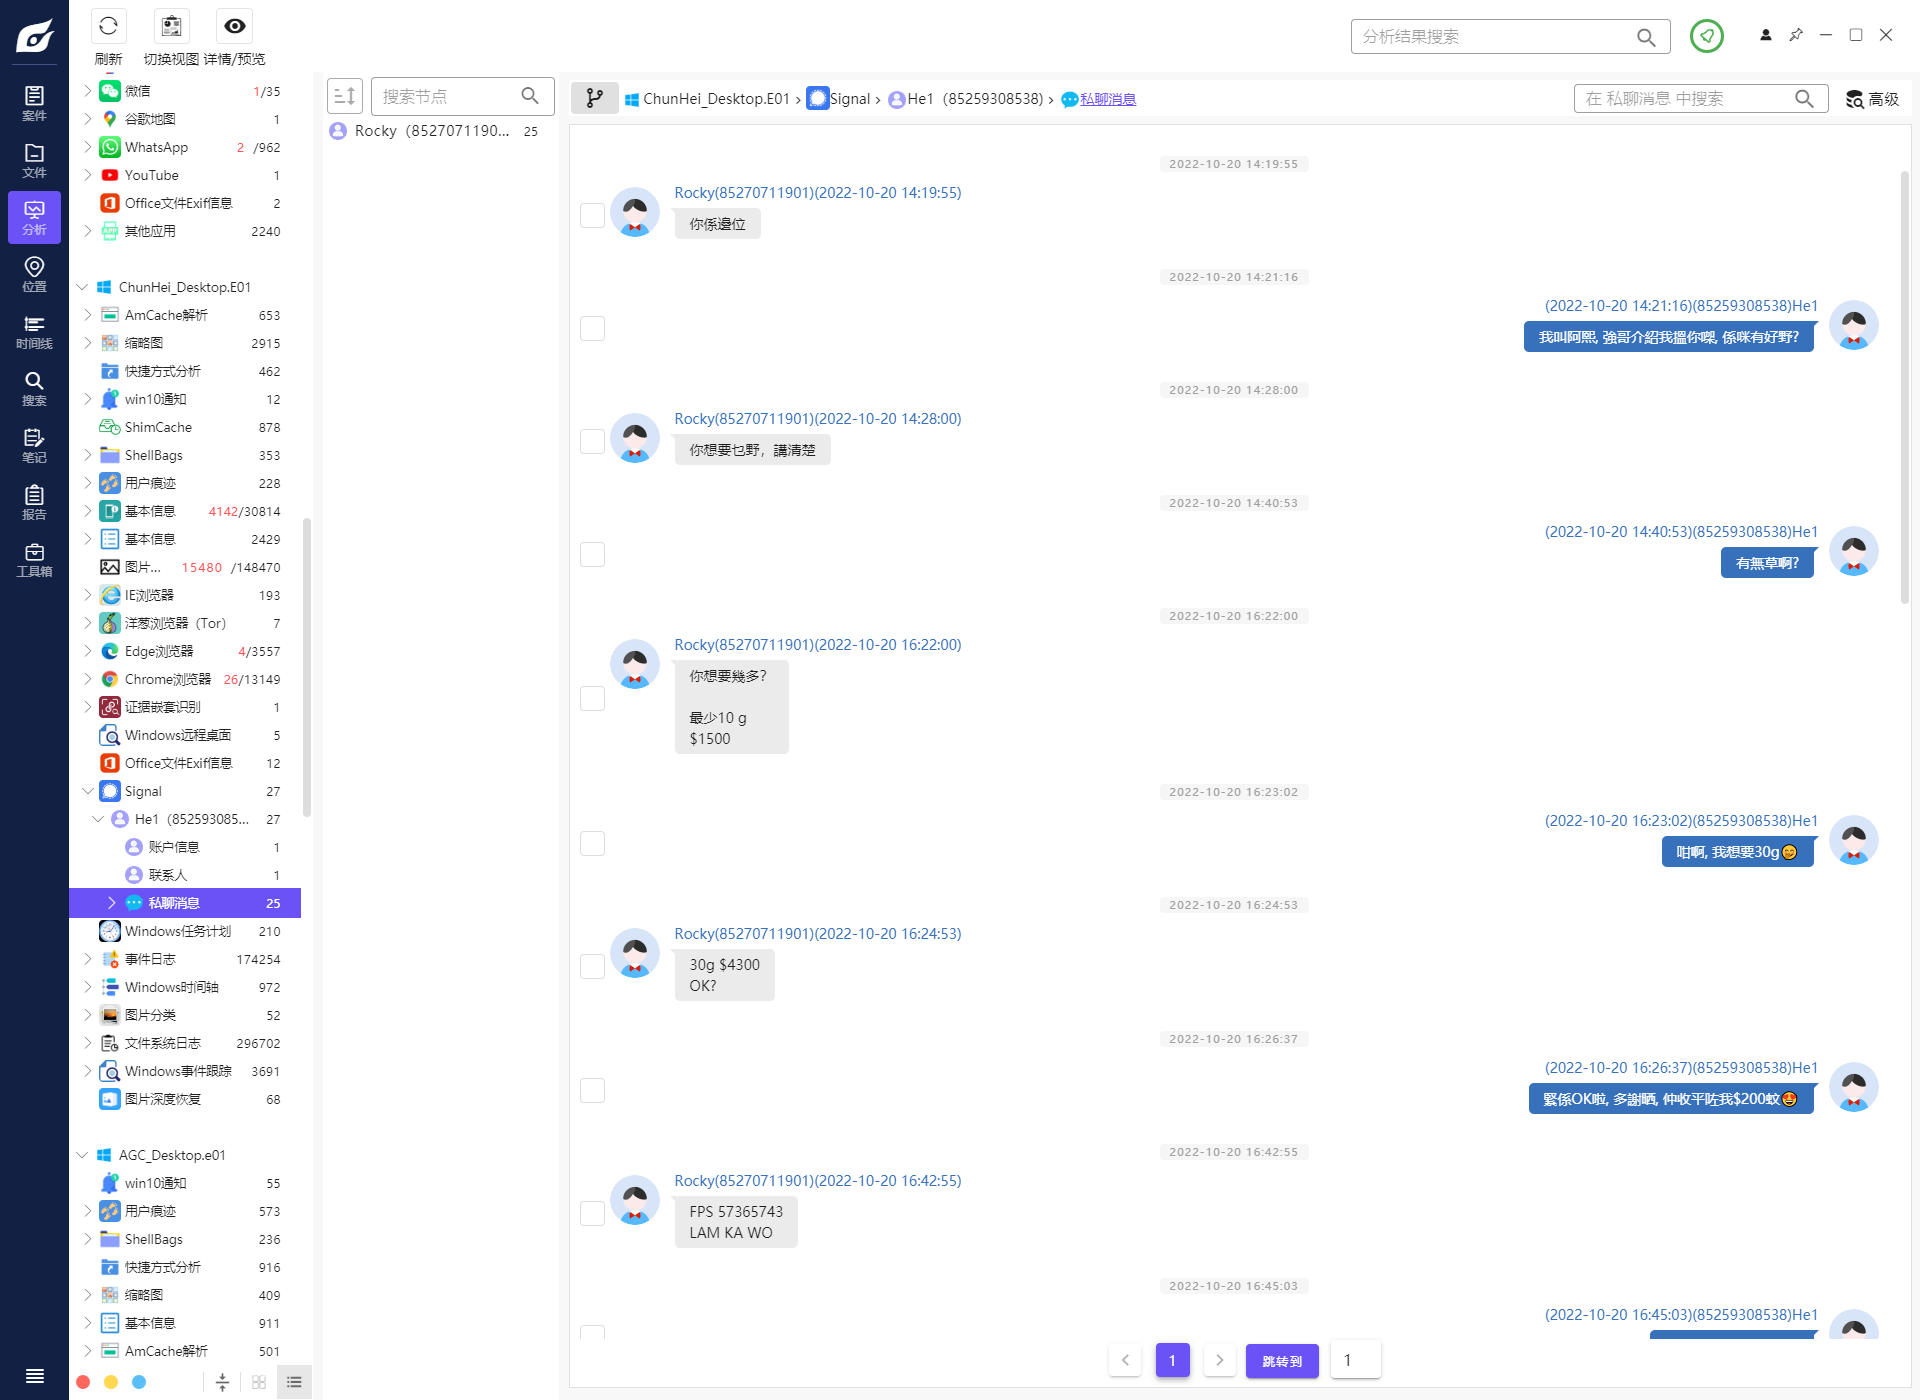 刷新
切换视图
详情/预览
分析结果搜索
案件
文件
分析
位置
时间线
搜索
笔记
报告
工具箱
微信 1/35
谷歌地图 1
WhatsApp 2 /962
YouTube 1
Office文件Exif信息 2
其他应用 2240
ChunHei_Desktop.E01
AmCache解析 653
缩略图 2915
快捷方式分析 462
win10通知 12
ShimCache 878
ShellBags 353
用户痕迹 228
基本信息 4142/30814
基本信息 2429
图片... 15480 /148470
IE浏览器 193
洋葱浏览器（Tor） 7
Edge浏览器 4/3557
Chrome浏览器 26/13149
证据嵌套识别 1
Windows远程桌面 5
Office文件Exif信息 12
Signal 27
He1（852593085... 27
账户信息 1
联系人 1
私聊消息 25
Windows任务计划 210
事件日志 174254
Windows时间轴 972
图片分类 52
文件系统日志 296702
Windows事件跟踪 3691
图片深度恢复 68
AGC_Desktop.e01
win10通知 55
用户痕迹 573
ShellBags 236
快捷方式分析 916
缩略图 409
基本信息 911
AmCache解析 501
搜索节点
Rocky（8527071190... 25
ChunHei_Desktop.E01 › Signal › He1（85259308538) › 私聊消息
在 私聊消息 中搜索
高级
2022-10-20 14:19:55
Rocky(85270711901)(2022-10-20 14:19:55)
你係邊位
2022-10-20 14:21:16
(2022-10-20 14:21:16)(85259308538)He1
我叫阿熙, 強哥介紹我搵你㗎, 係咪有好野?
2022-10-20 14:28:00
Rocky(85270711901)(2022-10-20 14:28:00)
你想要乜野，講清楚
2022-10-20 14:40:53
(2022-10-20 14:40:53)(85259308538)He1
有無草啊?
2022-10-20 16:22:00
Rocky(85270711901)(2022-10-20 16:22:00)
你想要幾多?
最少10 g
$1500
2022-10-20 16:23:02
(2022-10-20 16:23:02)(85259308538)He1
咁啊, 我想要30g🤭
2022-10-20 16:24:53
Rocky(85270711901)(2022-10-20 16:24:53)
30g $4300
OK?
2022-10-20 16:26:37
(2022-10-20 16:26:37)(85259308538)He1
緊係OK啦, 多謝晒, 仲收平咗我$200蚊🤩
2022-10-20 16:42:55
Rocky(85270711901)(2022-10-20 16:42:55)
FPS 57365743
LAM KA WO
2022-10-20 16:45:03
(2022-10-20 16:45:03)(85259308538)He1
1
跳转到
1